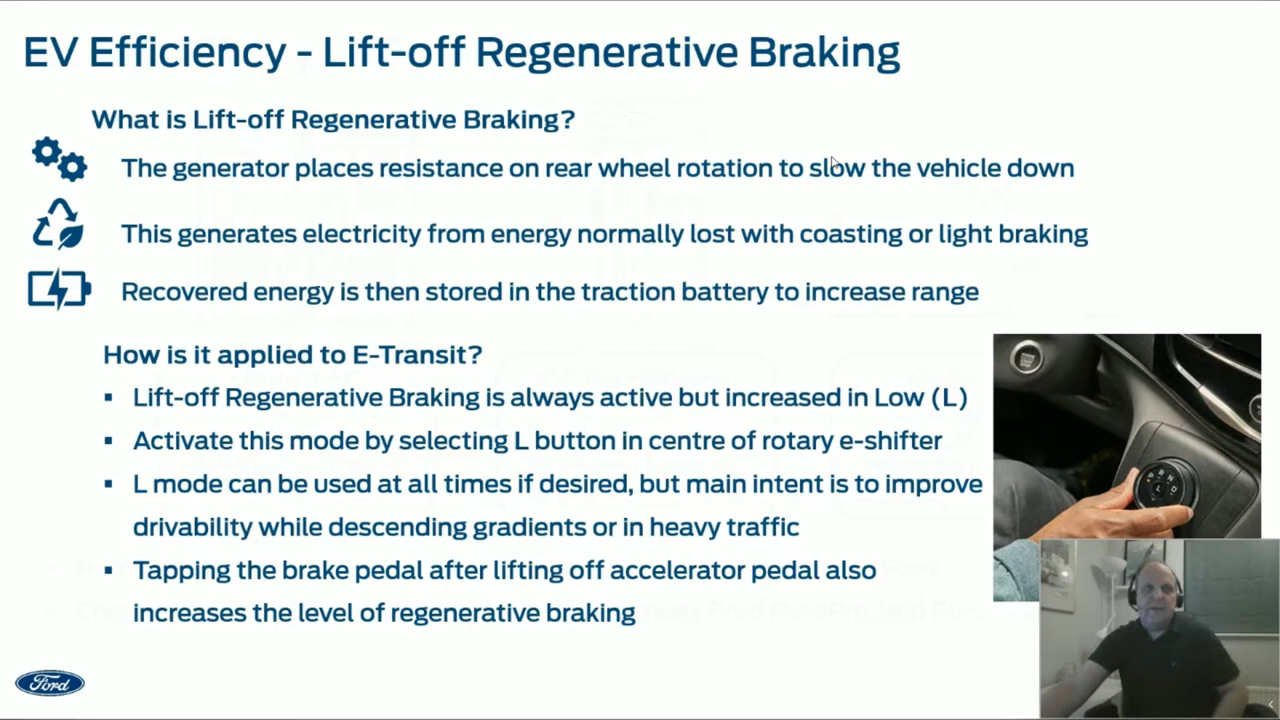 EV Efficiency - Lift-off Regenerative Braking
What is Lift-off Regenerative Braking?
The generator places resistance on rear wheel rotation to slow the vehicle down
This generates electricity from energy normally lost with coasting or light braking
Recovered energy is then stored in the traction battery to increase range
How is it applied to E-Transit?
▪ Lift-off Regenerative Braking is always active but increased in Low (L)
▪ Activate this mode by selecting L button in centre of rotary e-shifter
▪ L mode can be used at all times if desired, but main intent is to improve
drivability while descending gradients or in heavy traffic
▪ Tapping the brake pedal after lifting off accelerator pedal also
increases the level of regenerative braking
P R N D
L
Ford